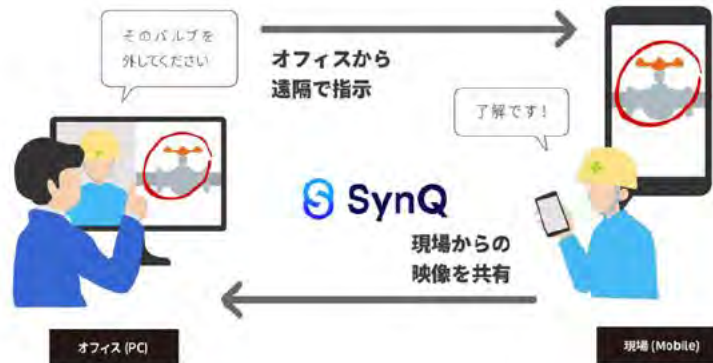 そのバルブを
外してください
オフィスから
遠隔で指示
了解です!
SynQ
現場からの
映像を共有
オフィス (PC)
現場 (Mobile)